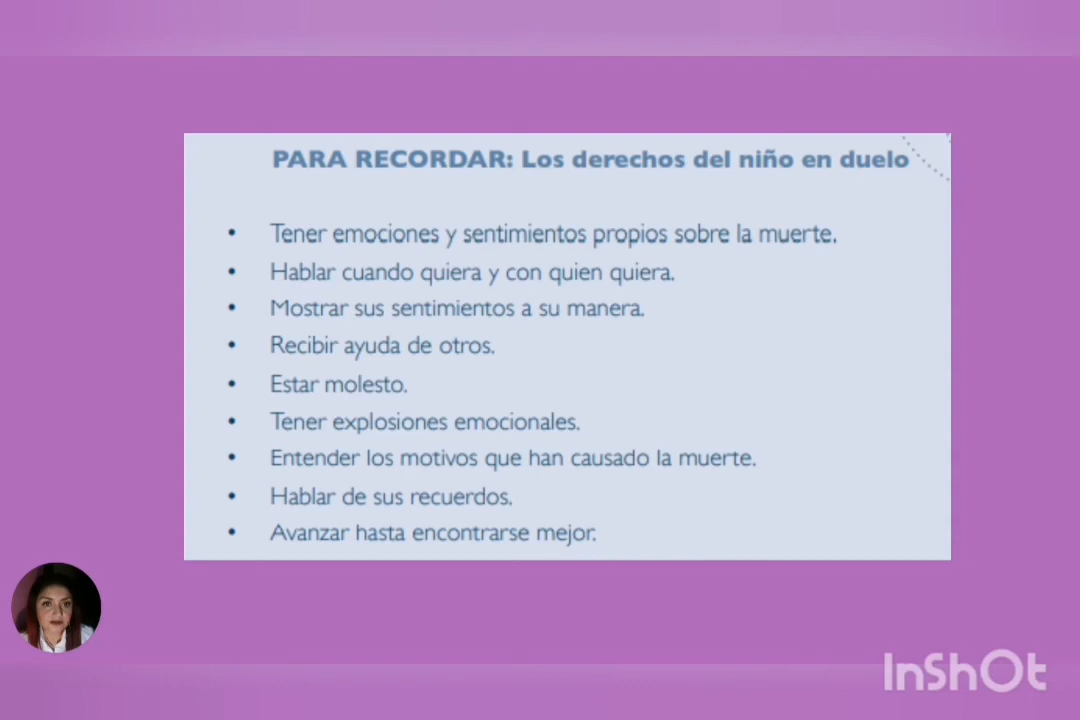 PARA RECORDAR: Los derechos del niño en duelo
• Tener emociones y sentimientos propios sobre la muerte.
• Hablar cuando quiera y con quien quiera.
• Mostrar sus sentimientos a su manera.
• Recibir ayuda de otros.
• Estar molesto.
• Tener explosiones emocionales.
• Entender los motivos que han causado la muerte.
• Hablar de sus recuerdos.
• Avanzar hasta encontrarse mejor.
InShOt